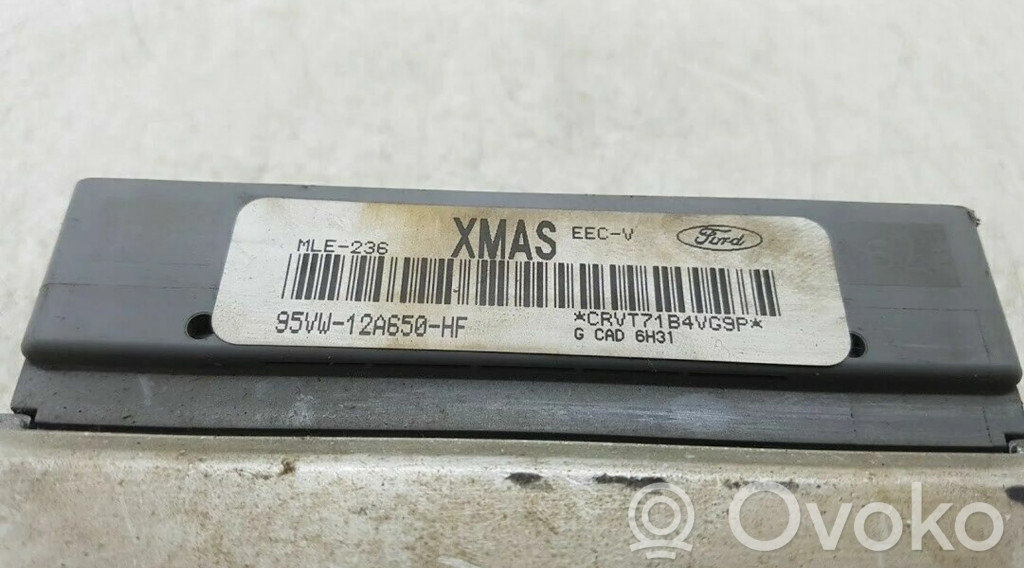 XMAS EEC-V Ford
MLE-236
95VW-12A650-HF *CRVT71B4VG9P*
G CAD 6H31
Ovoko